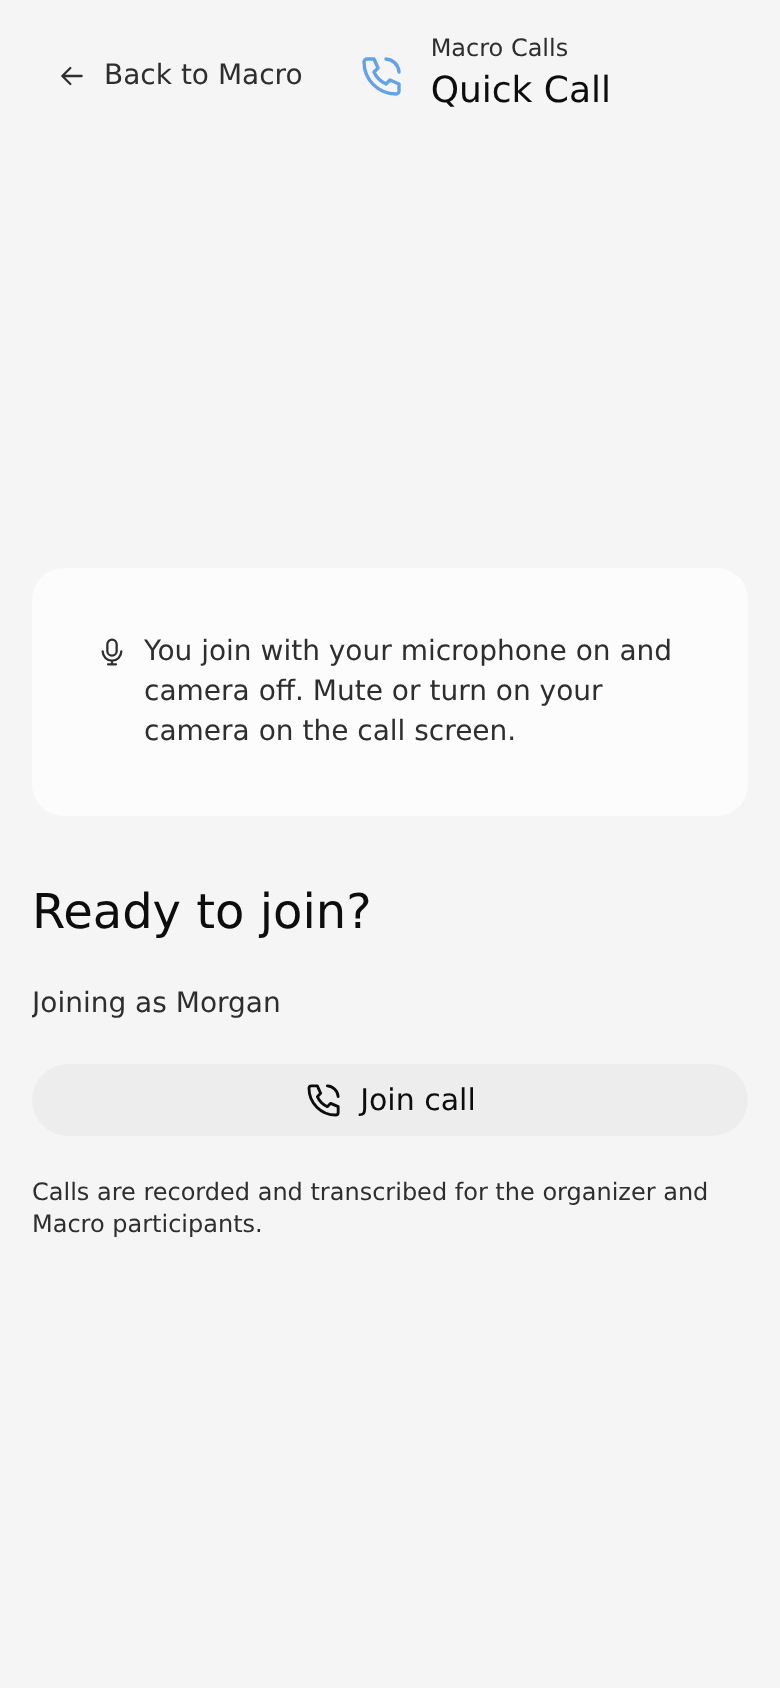 Back to Macro
Macro Calls
Quick Call
You join with your microphone on and
camera off. Mute or turn on your
camera on the call screen.
Ready to join?
Joining as Morgan
Join call
Calls are recorded and transcribed for the organizer and
Macro participants.